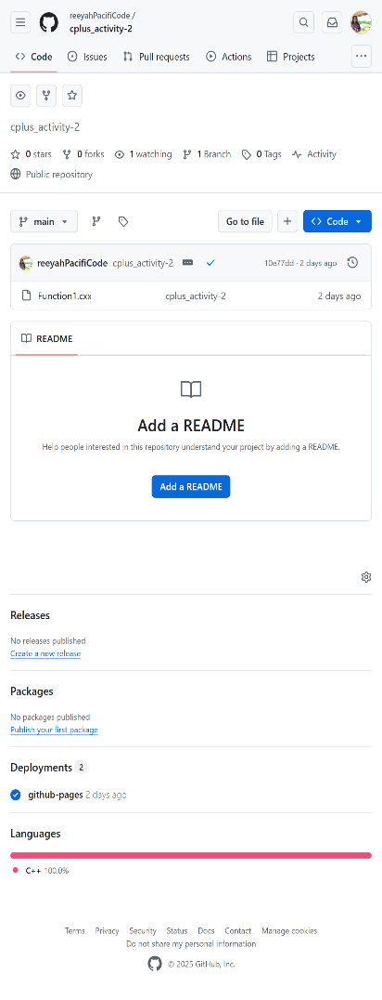 reeyahPacifiCode /
cplus_activity-2
Code Issues Pull requests Actions Projects
cplus_activity-2
0 stars 0 forks 1 watching 1 Branch 0 Tags Activity
Public repository
main Go to file Code
reeyahPacifiCode cplus_activity-2 10e77dd · 2 days ago
Function1.cxx cplus_activity-2 2 days ago
README
Add a README
Help people interested in this repository understand your project by adding a README.
Add a README
Releases
No releases published
Create a new release
Packages
No packages published
Publish your first package
Deployments 2
github-pages 2 days ago
Languages
C++ 100.0%
Terms Privacy Security Status Docs Contact Manage cookies
Do not share my personal information
© 2025 GitHub, Inc.